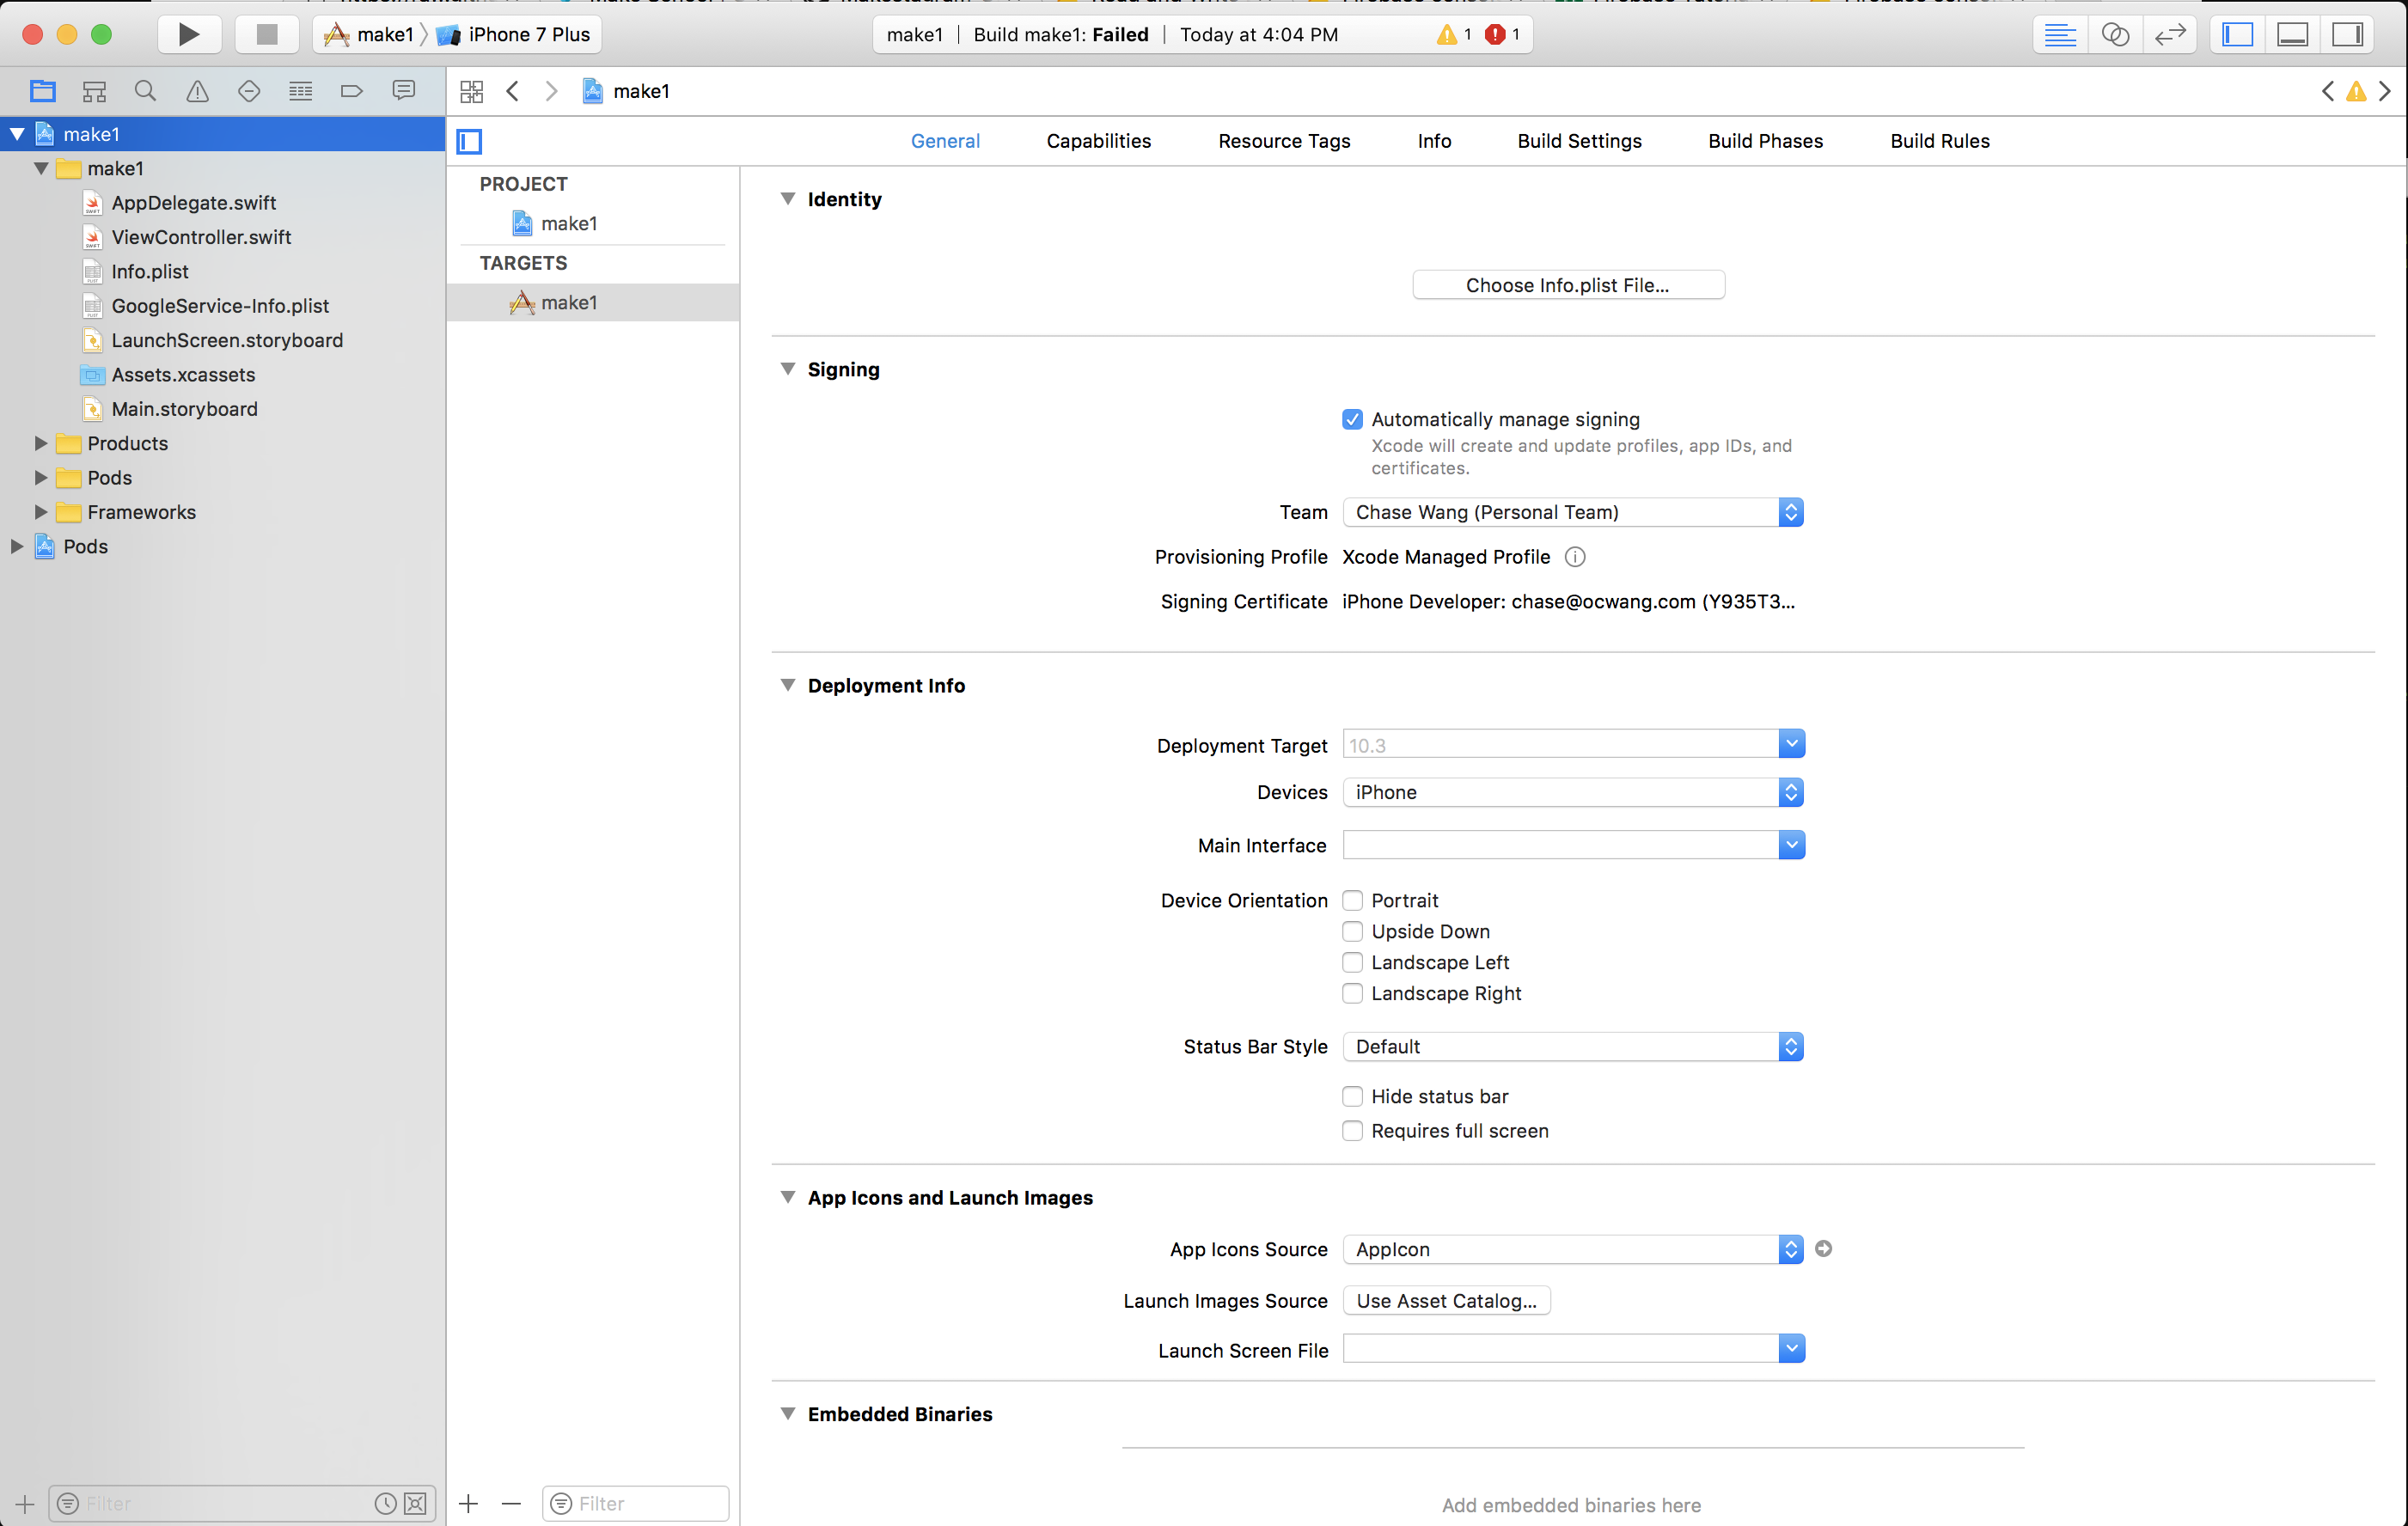 make1 iPhone 7 Plus
make1 | Build make1: Failed | Today at 4:04 PM 1 1
make1
make1
make1
AppDelegate.swift
ViewController.swift
Info.plist
GoogleService-Info.plist
LaunchScreen.storyboard
Assets.xcassets
Main.storyboard
Products
Pods
Frameworks
Pods
Filter
General Capabilities Resource Tags Info Build Settings Build Phases Build Rules
PROJECT
make1
TARGETS
make1
Filter
Identity
Choose Info.plist File...
Signing
Automatically manage signing
Xcode will create and update profiles, app IDs, and
certificates.
Team Chase Wang (Personal Team)
Provisioning Profile Xcode Managed Profile
Signing Certificate iPhone Developer: chase@ocwang.com (Y935T3...
Deployment Info
Deployment Target 10.3
Devices iPhone
Main Interface
Device Orientation Portrait
Upside Down
Landscape Left
Landscape Right
Status Bar Style Default
Hide status bar
Requires full screen
App Icons and Launch Images
App Icons Source AppIcon
Launch Images Source Use Asset Catalog...
Launch Screen File
Embedded Binaries
Add embedded binaries here